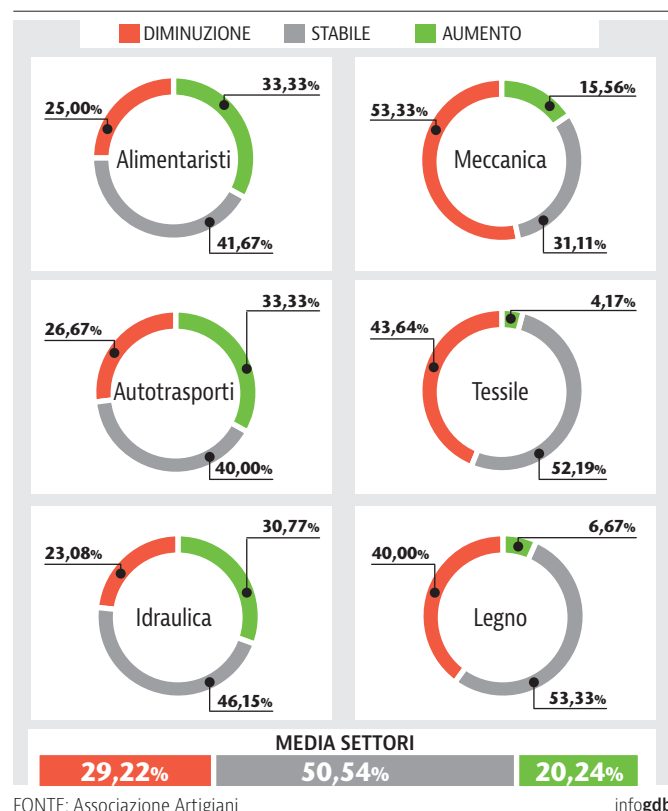 DIMINUZIONE STABILE AUMENTO
33,33%
25,00%
Alimentaristi
41,67%
15,56%
53,33%
Meccanica
31,11%
33,33%
26,67%
Autotrasporti
40,00%
4,17%
43,64%
Tessile
52,19%
30,77%
23,08%
Idraulica
46,15%
6,67%
40,00%
Legno
53,33%
MEDIA SETTORI
29,22% 50,54% 20,24%
FONTE: Associazione Artigiani infogdb